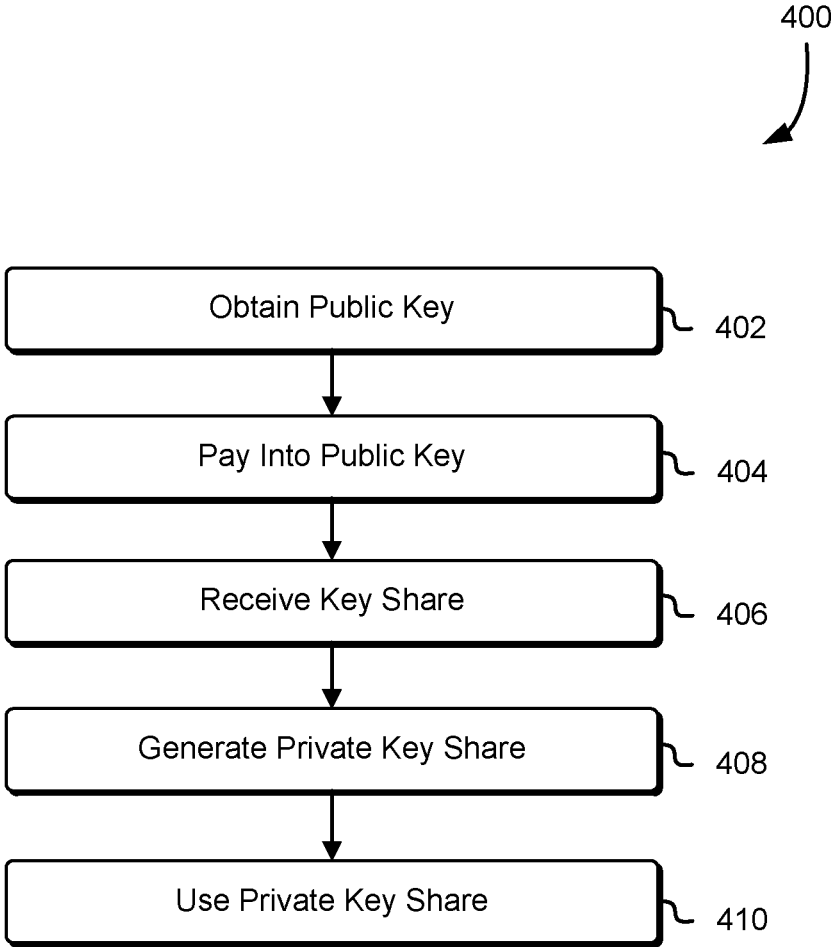 400
Obtain Public Key
402
Pay Into Public Key
404
Receive Key Share
406
Generate Private Key Share
408
Use Private Key Share
410